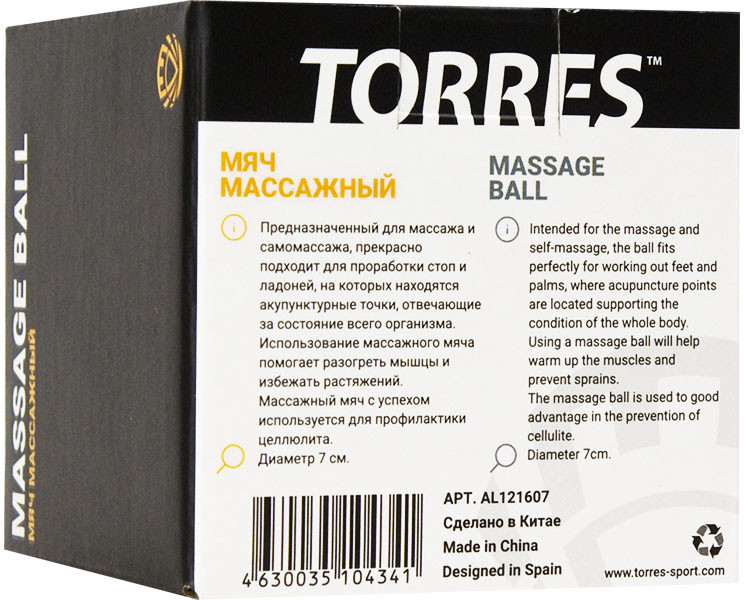 MASSAGE BALL
МЯЧ МАССАЖНЫЙ
TORRES™
МЯЧ
МАССАЖНЫЙ
Предназначенный для массажа и
самомассажа, прекрасно
подходит для проработки стоп и
ладоней, на которых находятся
акупунктурные точки, отвечающие
за состояние всего организма.
Использование массажного мяча
помогает разогреть мышцы и
избежать растяжений.
Массажный мяч с успехом
используется для профилактики
целлюлита.
Диаметр 7 см.
MASSAGE
BALL
Intended for the massage and
self-massage, the ball fits
perfectly for working out feet and
palms, where acupuncture points
are located supporting the
condition of the whole body.
Using a massage ball will help
warm up the muscles and
prevent sprains.
The massage ball is used to good
advantage in the prevention of
cellulite.
Diameter 7cm.
4 630035 104341
АРТ. AL121607
Сделано в Китае
Made in China
Designed in Spain
www.torres-sport.com